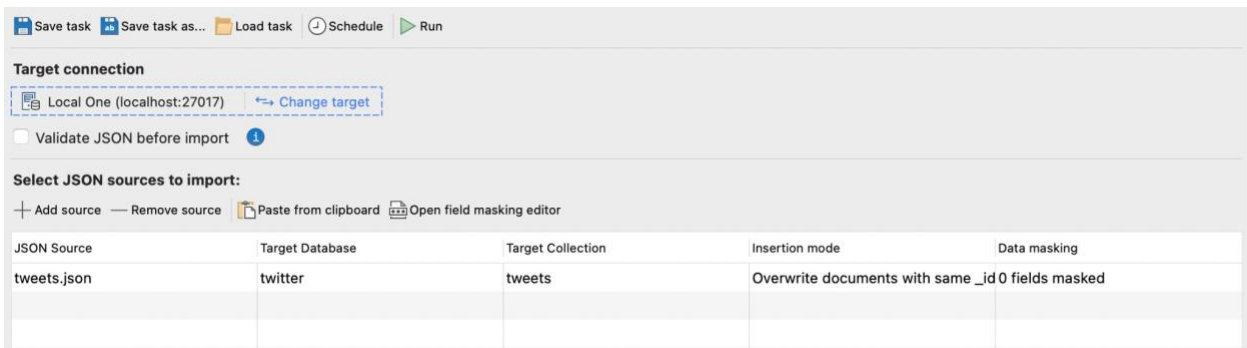 Save task Save task as... Load task Schedule Run
Target connection
Local One (localhost:27017) Change target
Validate JSON before import
Select JSON sources to import:
Add source Remove source Paste from clipboard Open field masking editor
JSON Source Target Database Target Collection Insertion mode Data masking
tweets.json twitter tweets Overwrite documents with same _id 0 fields masked